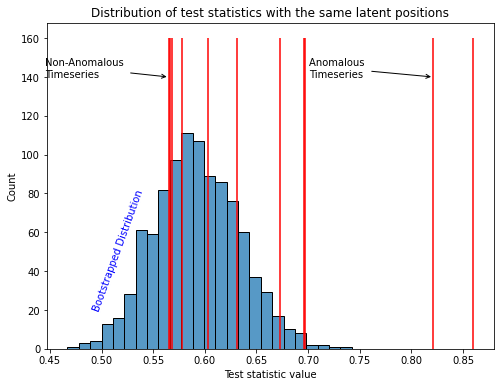 Distribution of test statistics with the same latent positions
160
140
120
100
80
60
40
20
0
Count
Non-Anomalous
Timeseries
Anomalous
Timeseries
Bootstrapped Distribution
0.45 0.50 0.55 0.60 0.65 0.70 0.75 0.80 0.85
Test statistic value